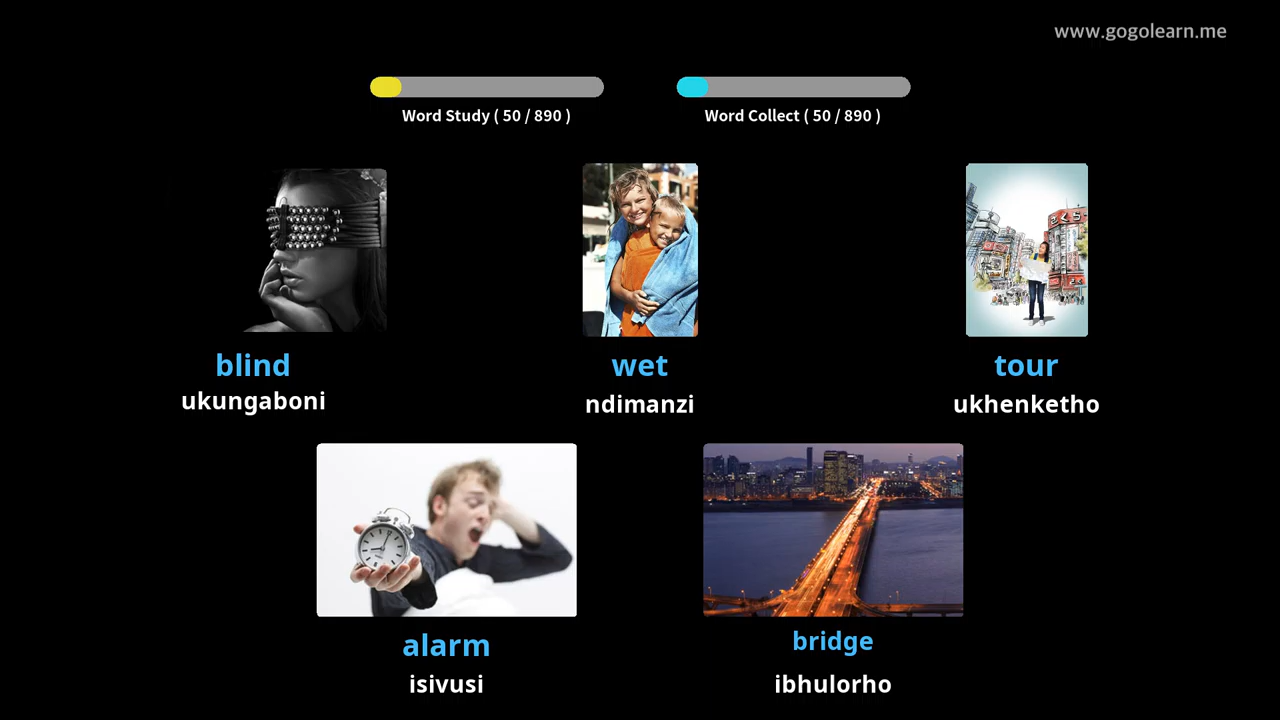 www.gogolearn.me
Word Study ( 50 / 890 )
Word Collect ( 50 / 890 )
blind
wet
tour
ukungaboni
ndimanzi
ukhenketho
alarm
bridge
isivusi
ibhulorho